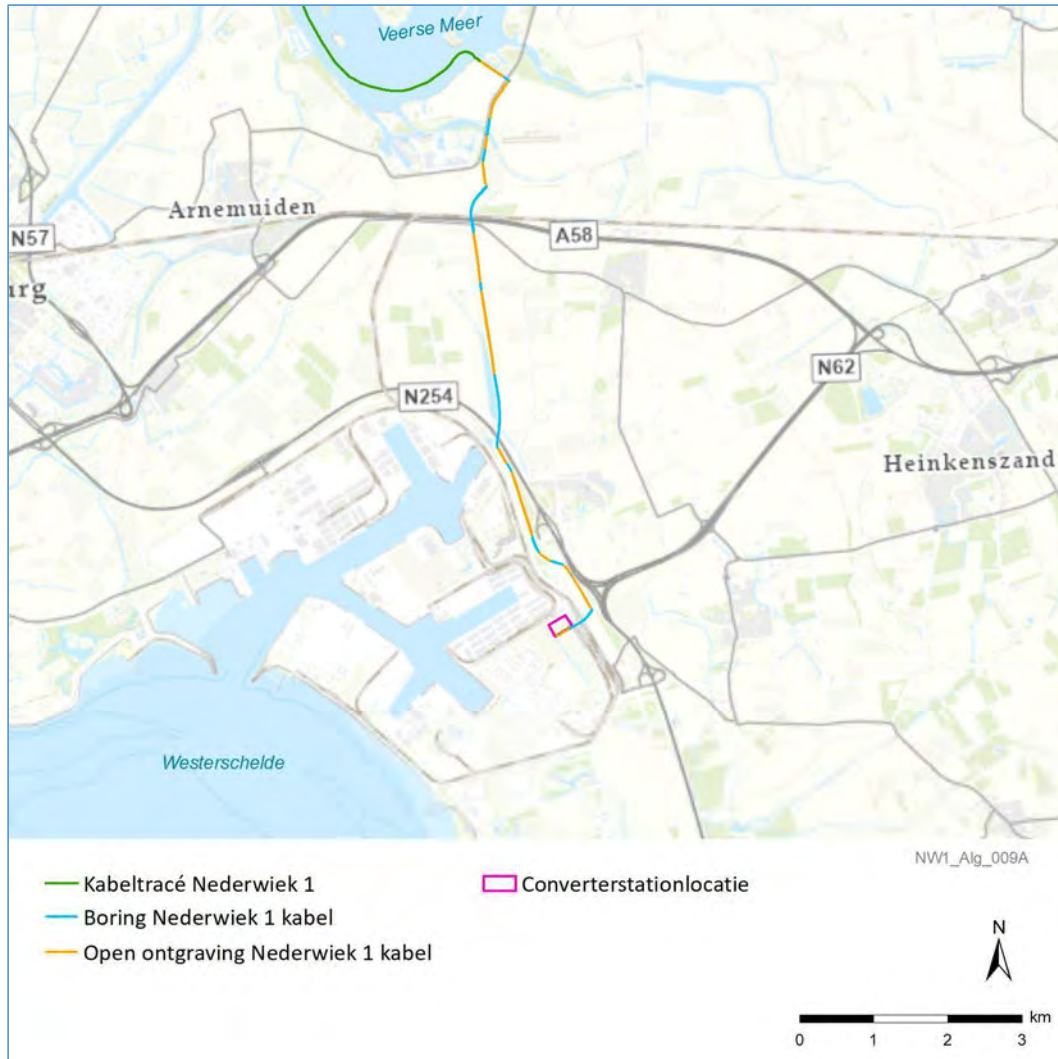 Veerse Meer
Arnemuiden
N57
A58
urg
N62
N254
Heinkenszand
Westerschelde
NW1_Alg_009A
Kabeltracé Nederwiek 1
Converterstationlocatie
Boring Nederwiek 1 kabel
Open ontgraving Nederwiek 1 kabel
N
km
0 1 2 3